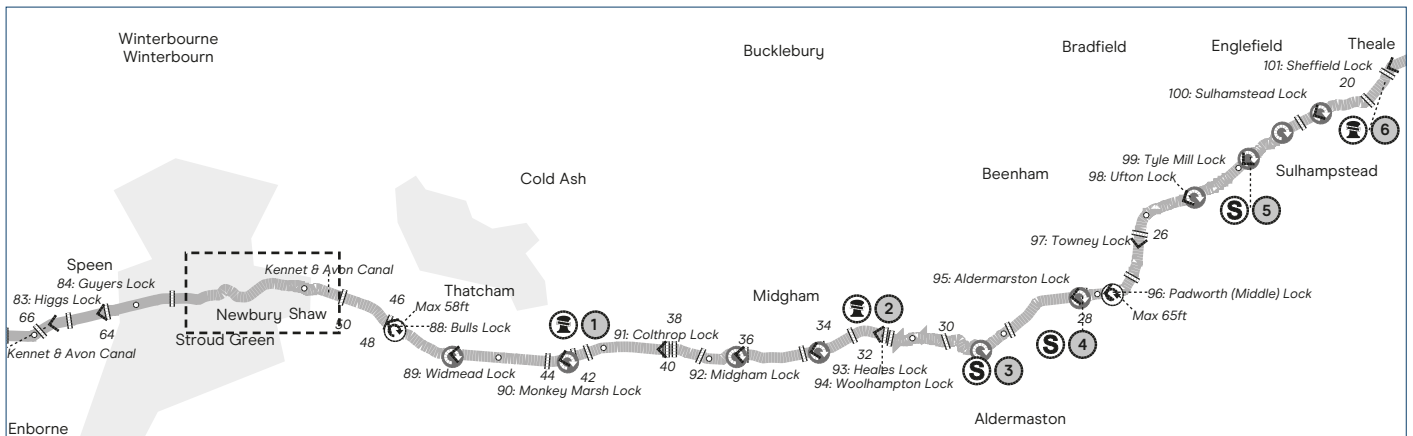 Winterbourne
Winterbourn
Bucklebury
Bradfield
Englefield
Theale
101: Sheffield Lock
20
100: Sulhamstead Lock
6
99: Tyle Mill Lock
98: Ufton Lock
Sulhampstead
Beenham
Cold Ash
S 5
97: Towney Lock
26
Speen
Kennet & Avon Canal
84: Guyers Lock
83: Higgs Lock
66
64
Kennet & Avon Canal
Newbury
Shaw
Stroud Green
50
46
Thatcham
Max 58ft
88: Bulls Lock
48
89: Widmead Lock
1
44
42
90: Monkey Marsh Lock
38
91: Colthrop Lock
40
36
92: Midgham Lock
Midgham
34
2
32
93: Heales Lock
94: Woolhampton Lock
30
S 3
95: Aldermarston Lock
28
S 4
96: Padworth (Middle) Lock
Max 65ft
Aldermaston
Enborne